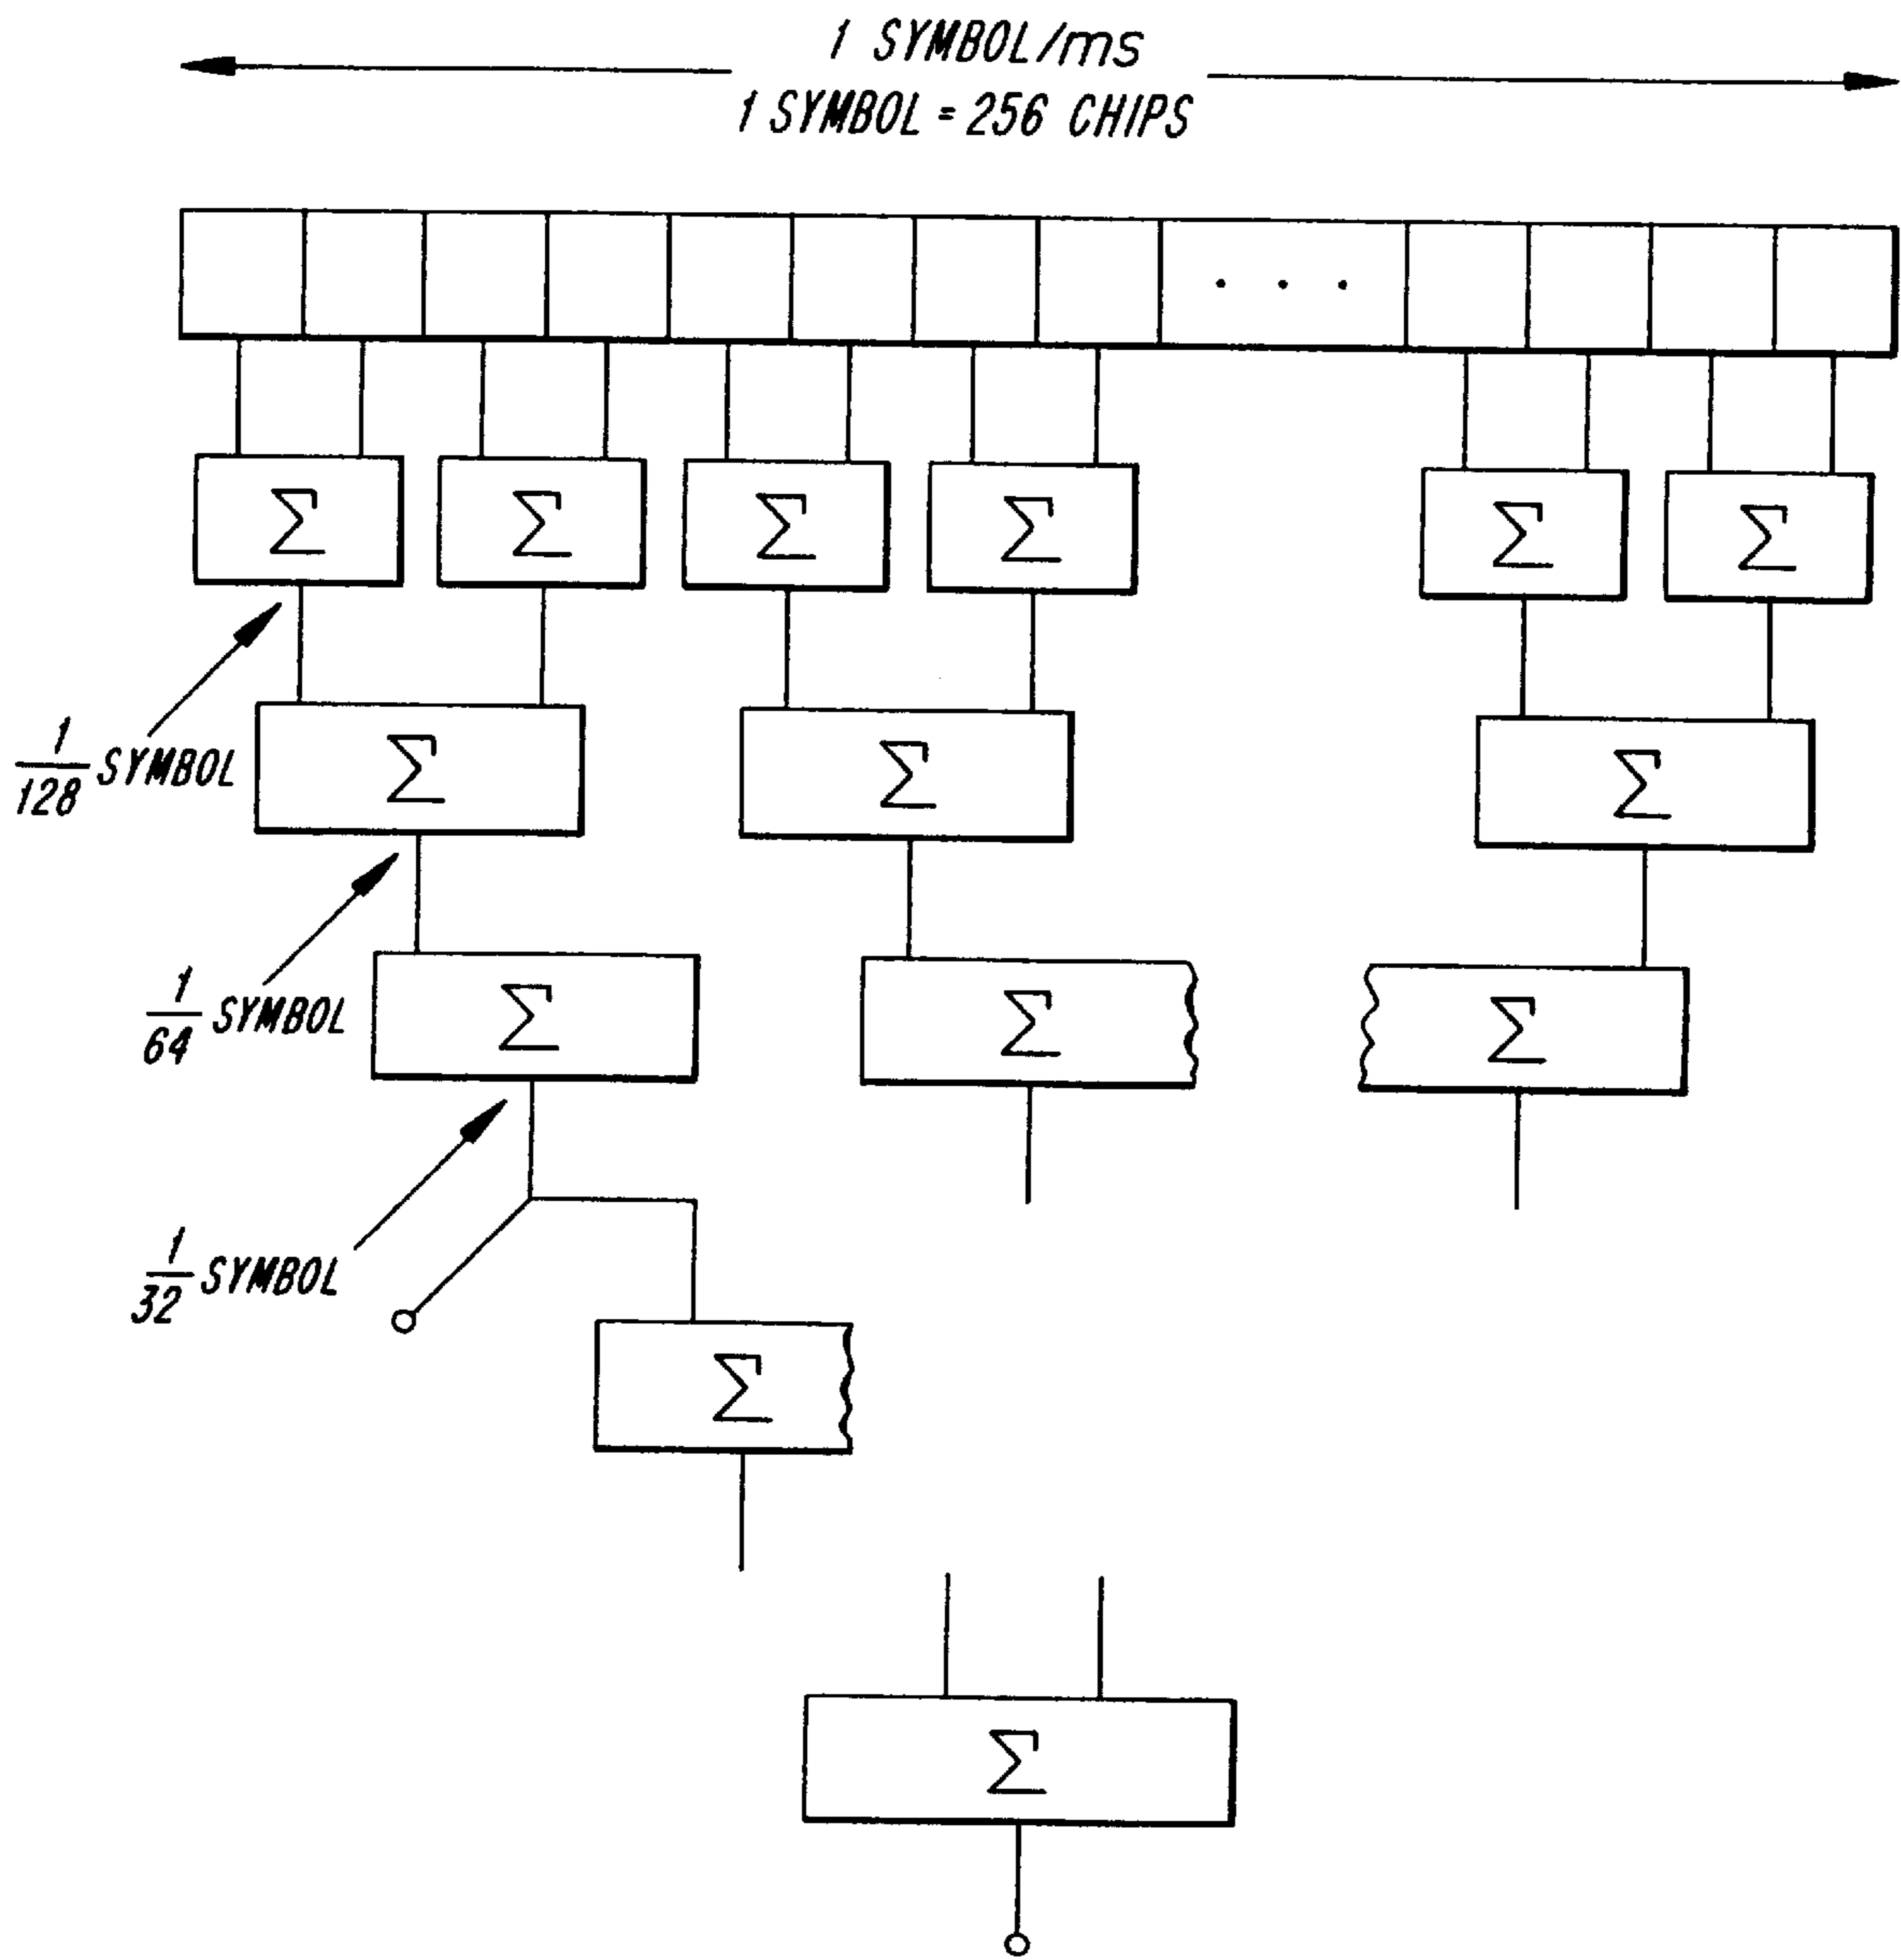 1 SYMBOL/ms
1 SYMBOL = 256 CHIPS
. . .
Σ Σ Σ Σ Σ Σ
1/128 SYMBOL
Σ Σ Σ
1/64 SYMBOL
Σ Σ Σ
1/32 SYMBOL
Σ
Σ